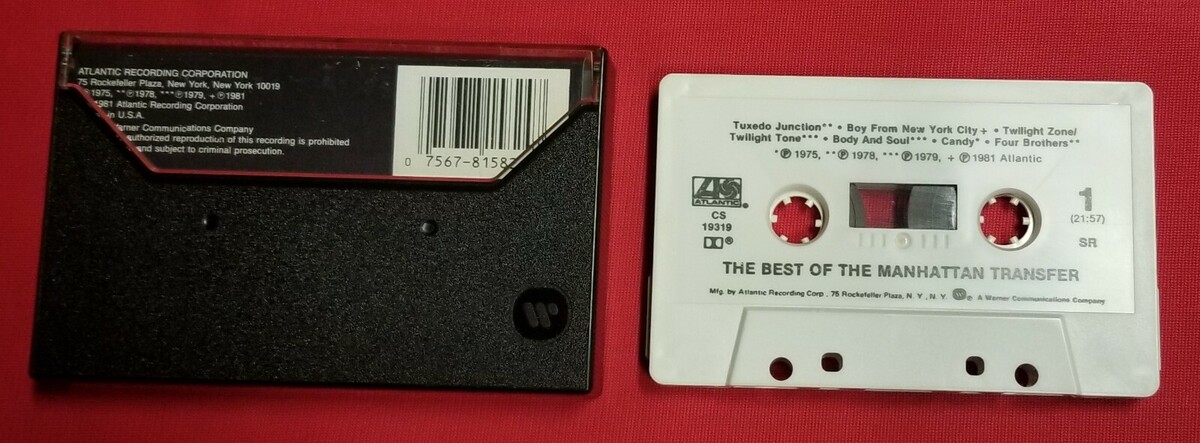 ATLANTIC RECORDING CORPORATION
75 Rockefeller Plaza, New York, New York 10019
℗1975, **℗1978, ***℗1979, +℗1981
1981 Atlantic Recording Corporation
in U.S.A.
Warner Communications Company
authorized reproduction of this recording is prohibited
and subject to criminal prosecution.
0 7567-8158
Tuxedo Junction** • Boy From New York City+ • Twilight Zone/
Twilight Tone*** • Body And Soul*** • Candy* • Four Brothers**
*℗ 1975, **℗ 1978, ***℗ 1979, + ℗ 1981 Atlantic
ATLANTIC
CS
19319
1
(21:57)
SR
THE BEST OF THE MANHATTAN TRANSFER
Mfg. by Atlantic Recording Corp., 75 Rockefeller Plaza, N.Y., N.Y. ® A Warner Communications Company